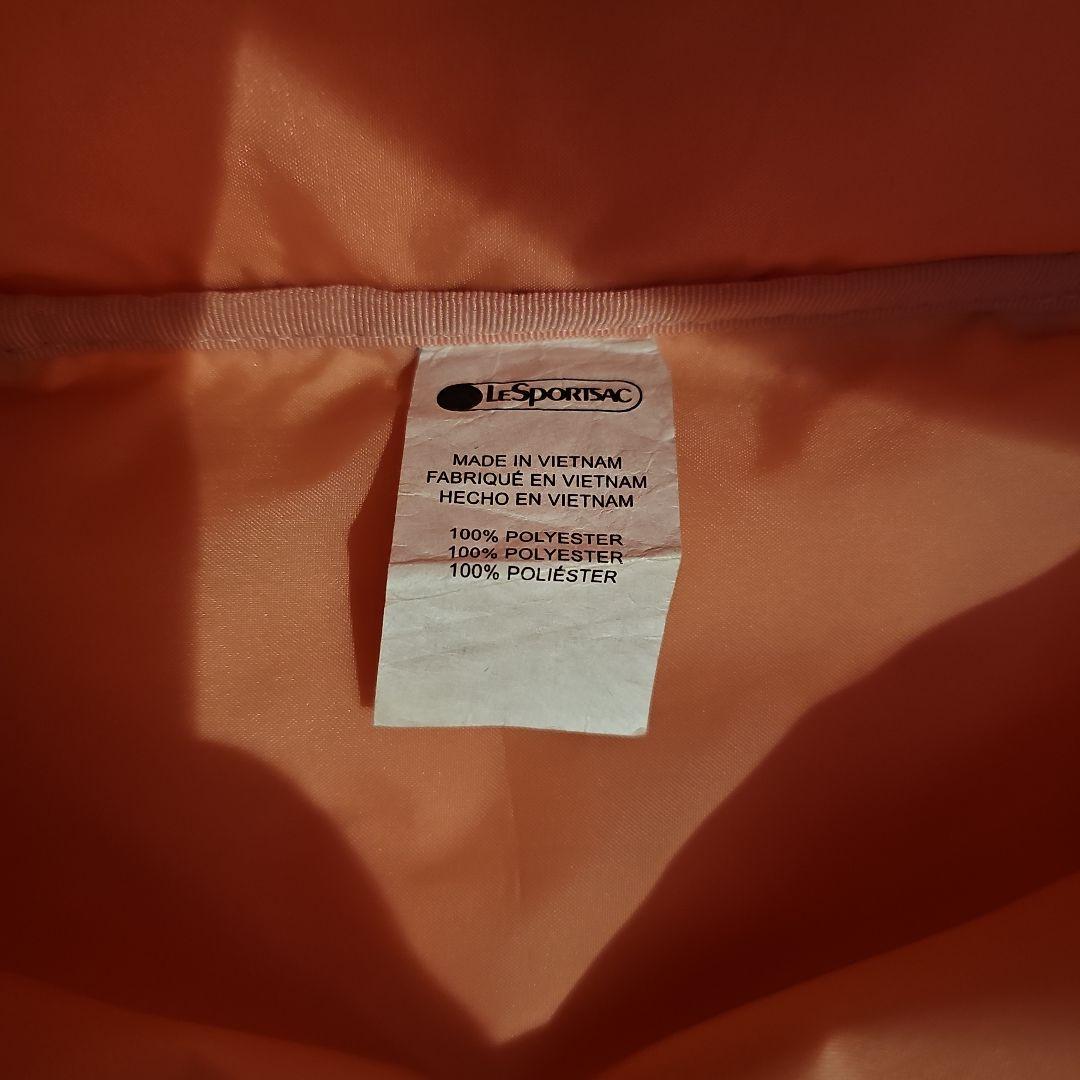 LESPORTSAC
MADE IN VIETNAM
FABRIQUÉ EN VIETNAM
HECHO EN VIETNAM
100% POLYESTER
100% POLYESTER
100% POLIÉSTER